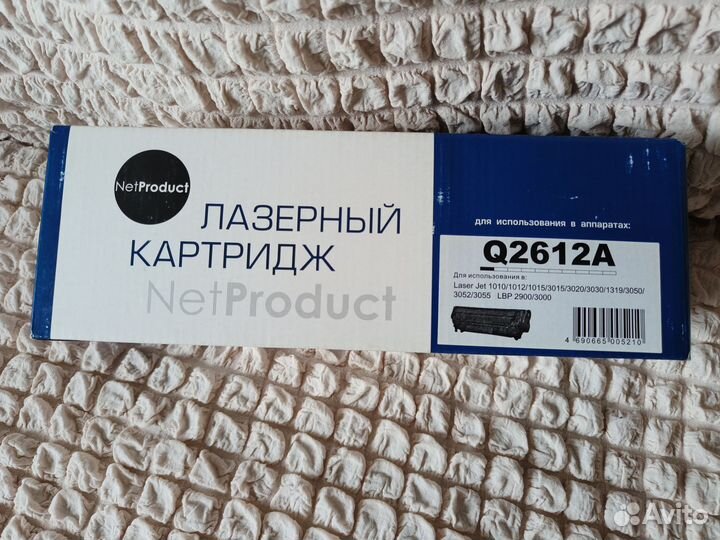 NetProduct
ЛАЗЕРНЫЙ
КАРТРИДЖ
NetProduct
для использования в аппаратах:
Q2612A
Для использования в:
Laser Jet 1010/1012/1015/3015/3020/3030/1319/3050/
3052/3055 LBP 2900/3000
4 690665 005210
Avito